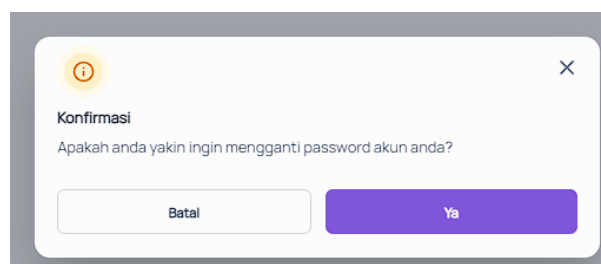 Konfirmasi
Apakah anda yakin ingin mengganti password akun anda?
Batal
Ya